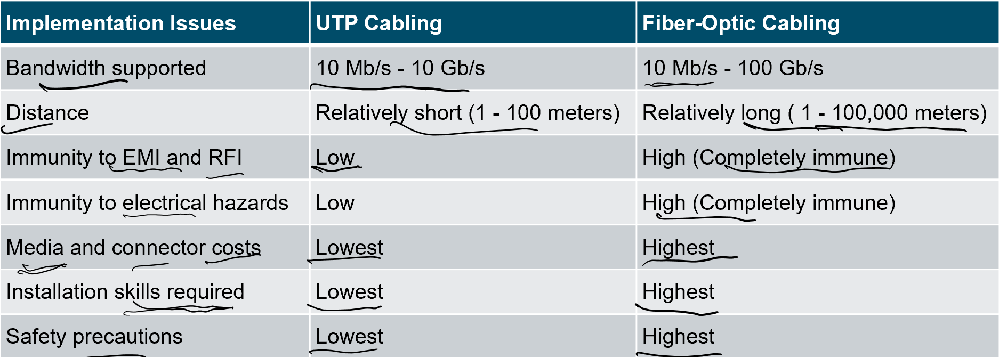 Implementation Issues UTP Cabling Fiber-Optic Cabling
Bandwidth supported 10 Mb/s - 10 Gb/s 10 Mb/s - 100 Gb/s
Distance Relatively short (1 - 100 meters) Relatively long ( 1 - 100,000 meters)
Immunity to EMI and RFI Low High (Completely immune)
Immunity to electrical hazards Low High (Completely immune)
Media and connector costs Lowest Highest
Installation skills required Lowest Highest
Safety precautions Lowest Highest